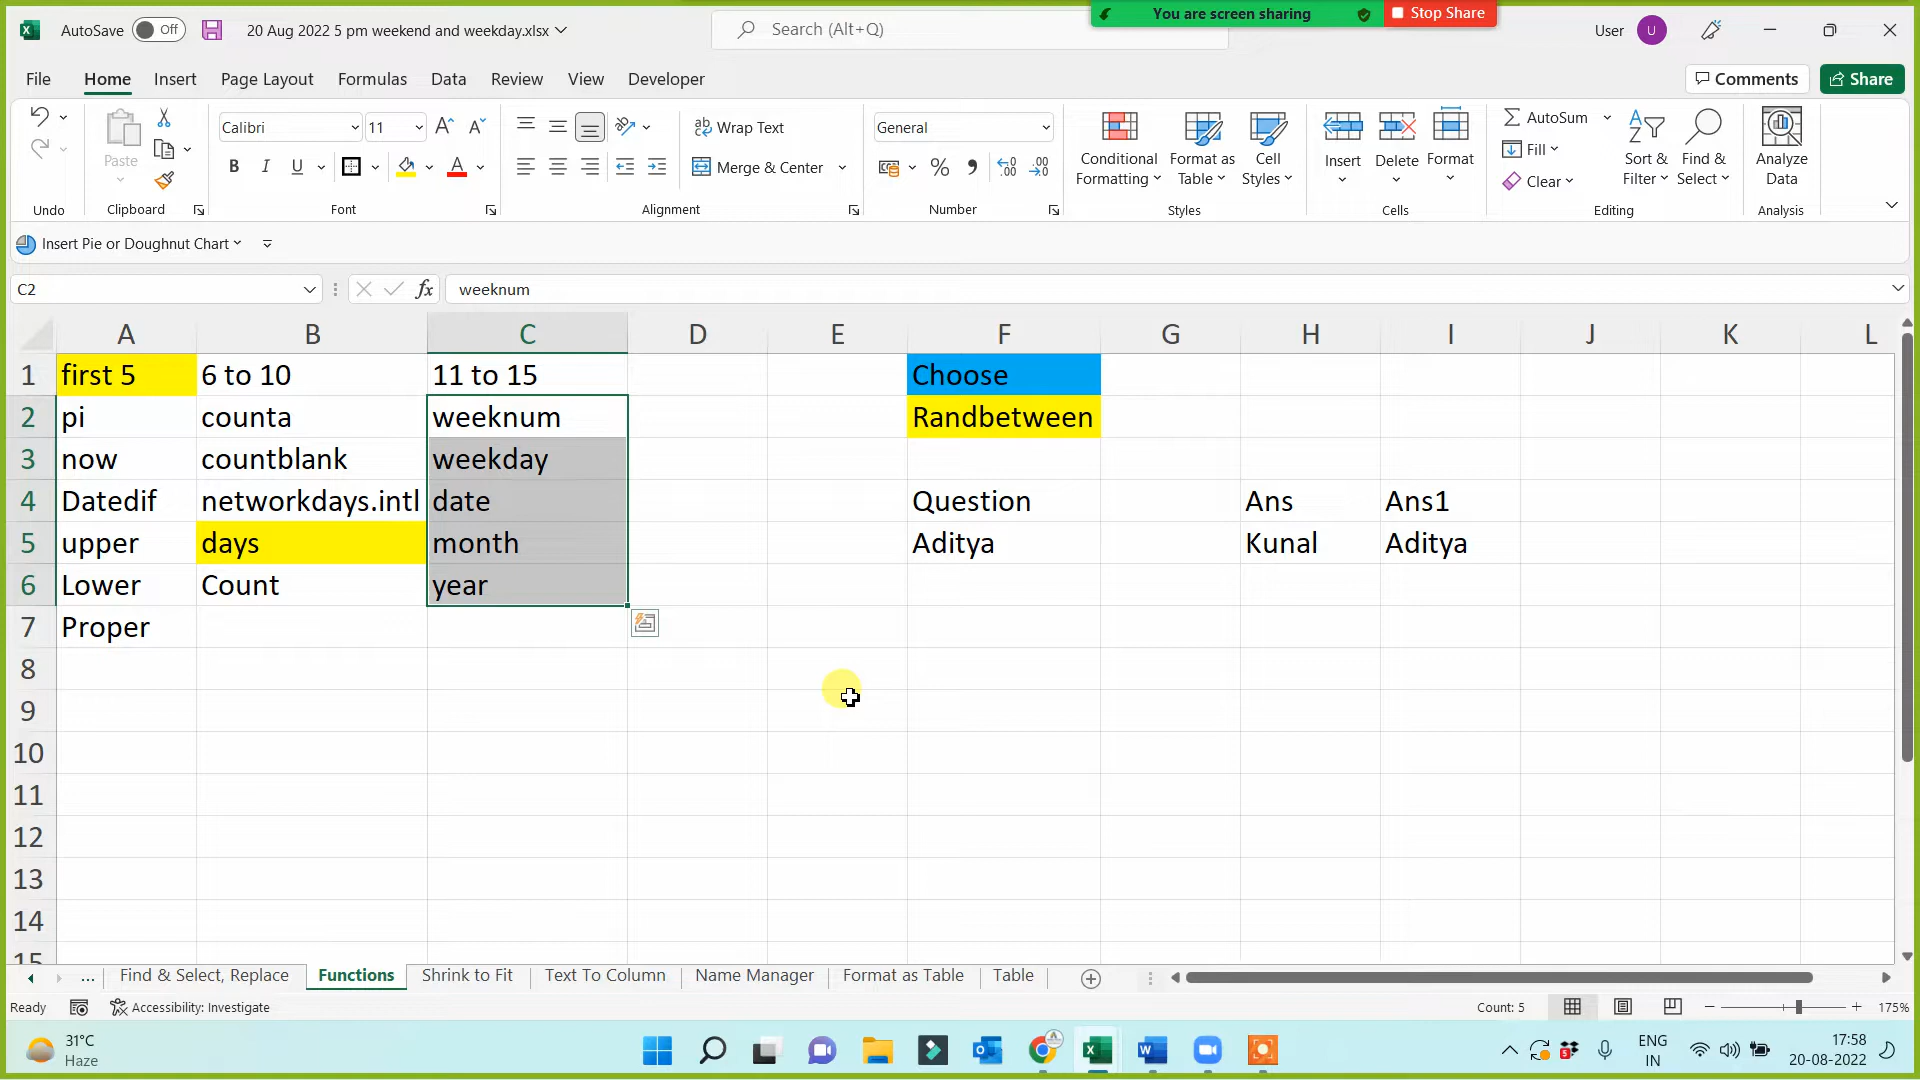 You are screen sharing
Stop Share
AutoSave Off
20 Aug 2022 5 pm weekend and weekday.xlsx
Search (Alt+Q)
User U
File Home Insert Page Layout Formulas Data Review View Developer
Comments Share
Paste
Calibri 11
B I U
Wrap Text
Merge & Center
General
Conditional Formatting
Format as Table
Cell Styles
Insert
Delete
Format
AutoSum
Fill
Clear
Sort & Filter
Find & Select
Analyze Data
Undo Clipboard Font Alignment Number Styles Cells Editing Analysis
Insert Pie or Doughnut Chart
C2 fx weeknum
A B C D E F G H I J K L
1 first 5 6 to 10 11 to 15 Choose
2 pi counta weeknum Randbetween
3 now countblank weekday
4 Datedif networkdays.intl date Question Ans Ans1
5 upper days month Aditya Kunal Aditya
6 Lower Count year
7 Proper
8
9
10
11
12
13
14
15
... Find & Select, Replace Functions Shrink to Fit Text To Column Name Manager Format as Table Table
Ready Accessibility: Investigate Count: 5 175%
31°C
Haze
ENG
IN
17:58
20-08-2022